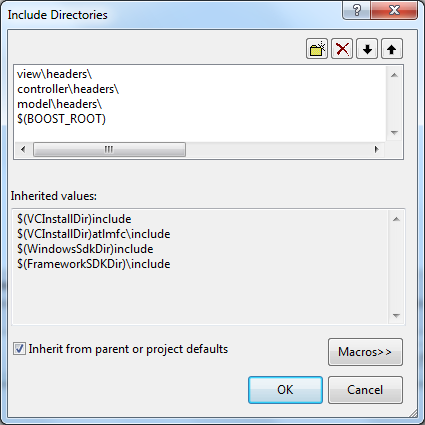 Include Directories
view\headers\
controller\headers\
model\headers\
$(BOOST_ROOT)
Inherited values:
$(VCInstallDir)include
$(VCInstallDir)atlmfc\include
$(WindowsSdkDir)include
$(FrameworkSDKDir)\include
Inherit from parent or project defaults
Macros>>
OK
Cancel